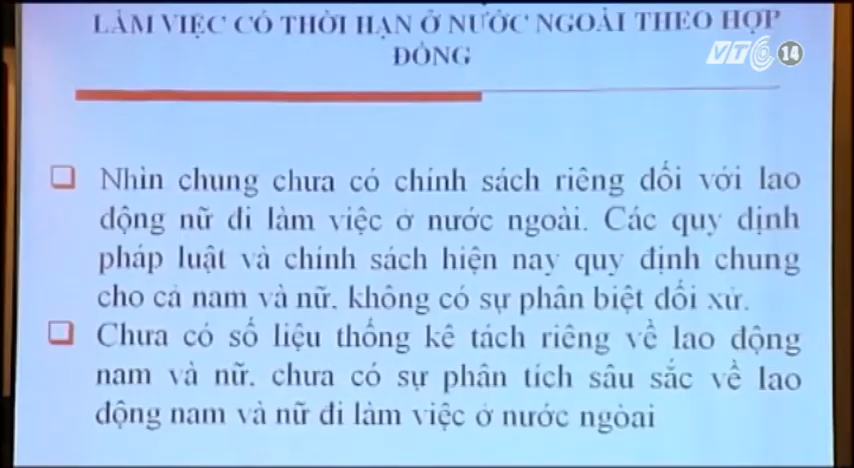 LÀM VIỆC CÓ THỜI HẠN Ở NƯỚC NGOÀI THEO HỢP
ĐỒNG
VTC 14
Nhìn chung chưa có chính sách riêng đối với lao
động nữ đi làm việc ở nước ngoài. Các quy định
pháp luật và chính sách hiện nay quy định chung
cho cả nam và nữ, không có sự phân biệt đối xử.
Chưa có số liệu thống kê tách riêng về lao động
nam và nữ, chưa có sự phân tích sâu sắc về lao
động nam và nữ đi làm việc ở nước ngòai